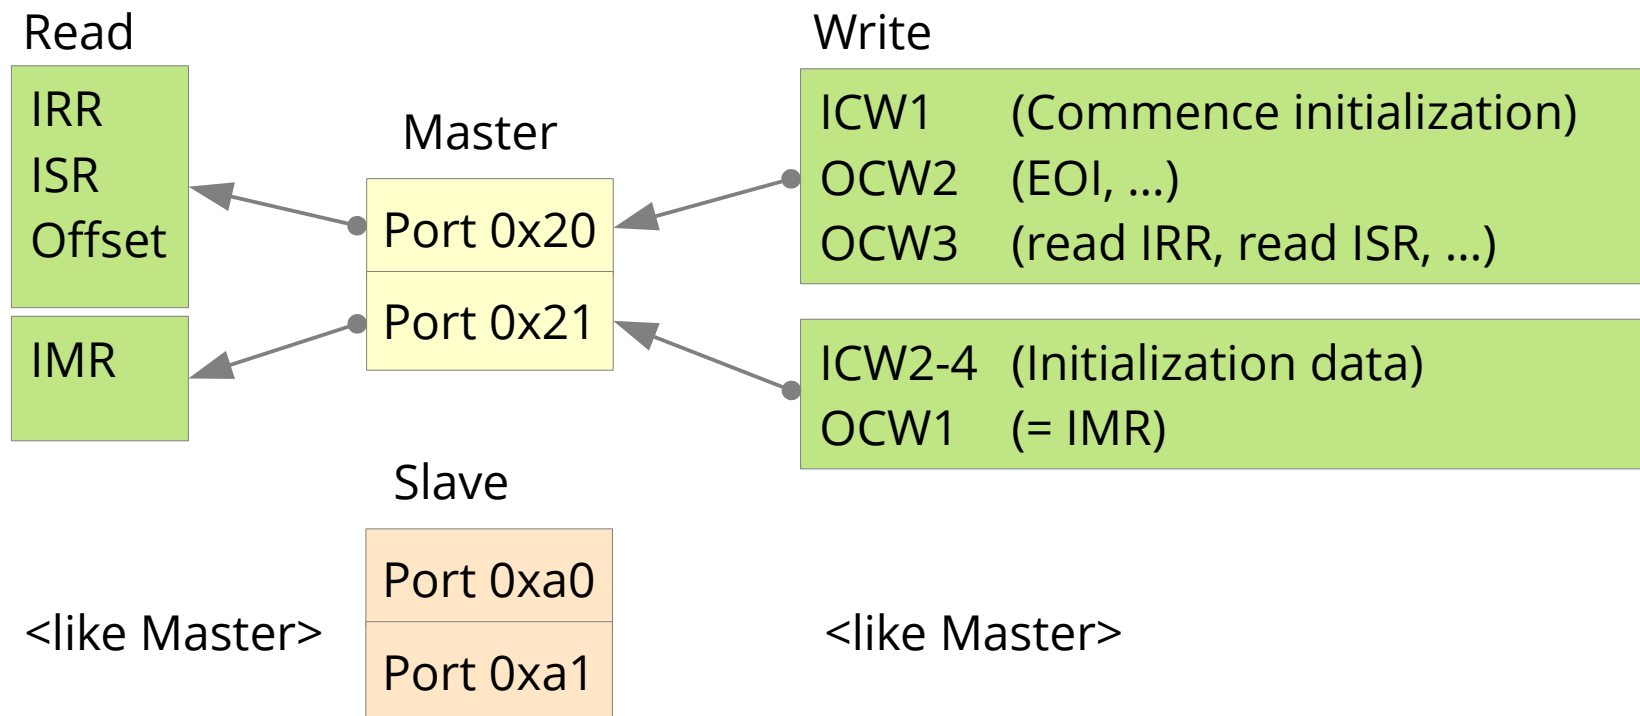 Read
IRR
ISR
Offset
IMR
Master
Port 0x20
Port 0x21
Write
ICW1 (Commence initialization)
OCW2 (EOI, ...)
OCW3 (read IRR, read ISR, ...)
ICW2-4 (Initialization data)
OCW1 (= IMR)
Slave
Port 0xa0
Port 0xa1
<like Master>
<like Master>